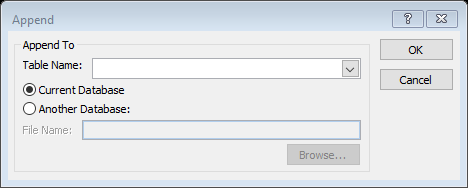 Append
Append To
Table Name:
OK
Current Database
Cancel
Another Database:
File Name:
Browse...